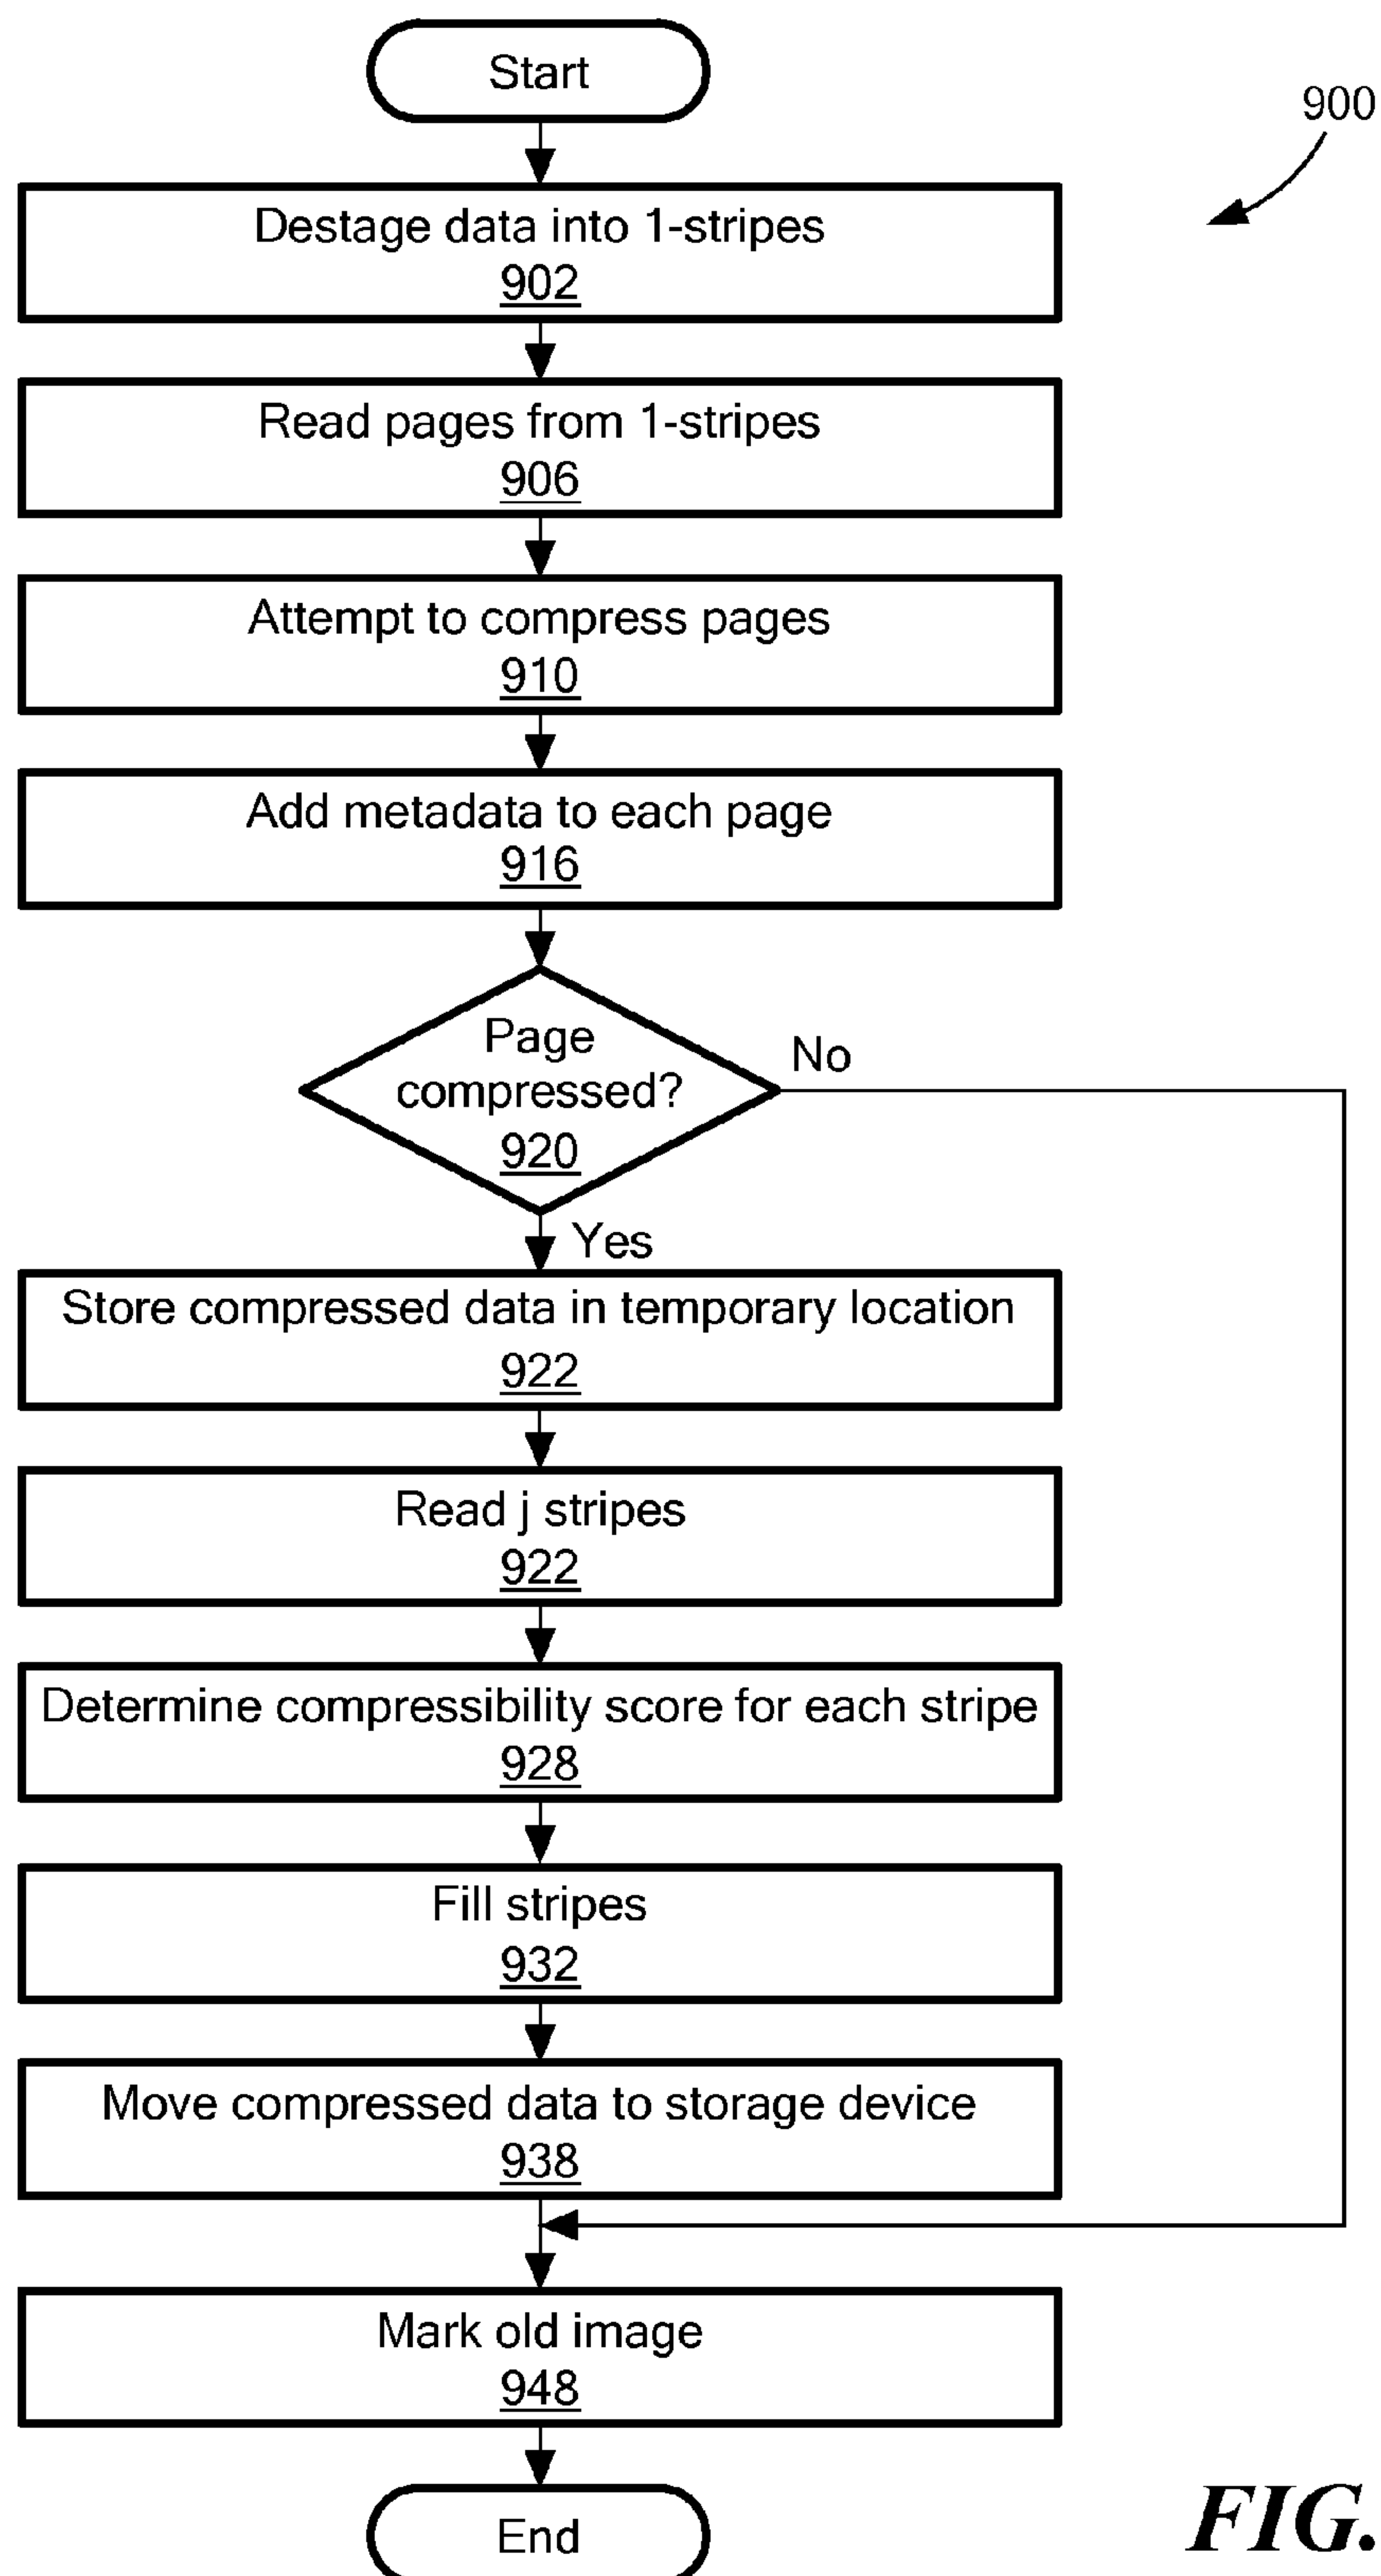 Start
900
Destage data into 1-stripes
902
Read pages from 1-stripes
906
Attempt to compress pages
910
Add metadata to each page
916
Page
compressed?
920
No
Yes
Store compressed data in temporary location
922
Read j stripes
922
Determine compressibility score for each stripe
928
Fill stripes
932
Move compressed data to storage device
938
Mark old image
948
End
FIG.